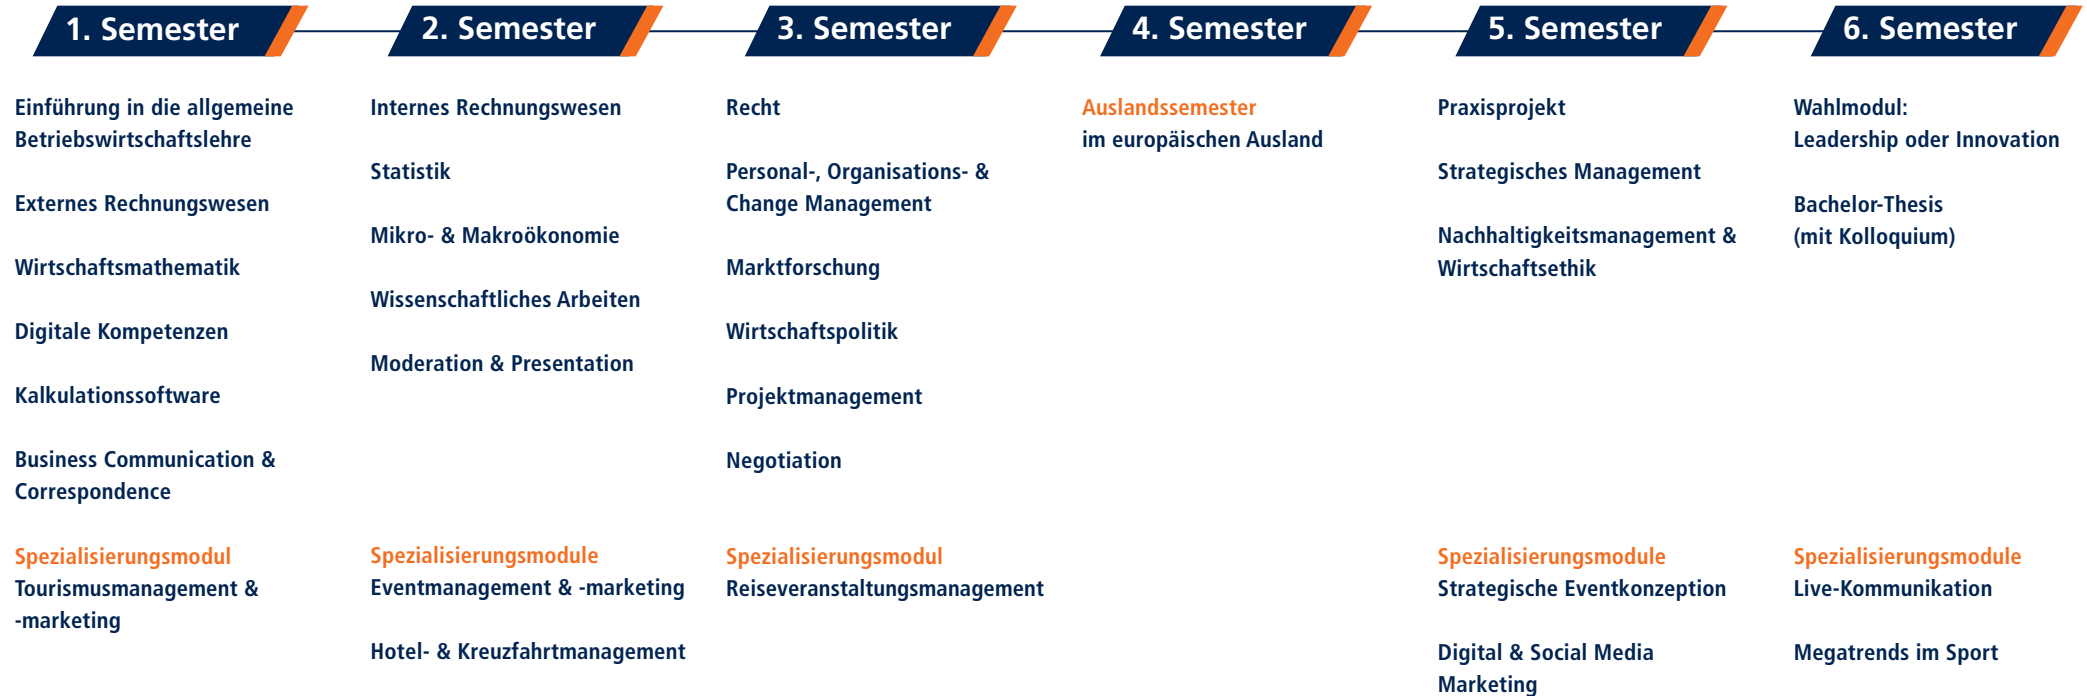 1. Semester
2. Semester
3. Semester
4. Semester
5. Semester
6. Semester
Einführung in die allgemeine
Betriebswirtschaftslehre
Externes Rechnungswesen
Wirtschaftsmathematik
Digitale Kompetenzen
Kalkulationssoftware
Business Communication &
Correspondence
Spezialisierungsmodul
Tourismusmanagement &
-marketing
Internes Rechnungswesen
Statistik
Mikro- & Makroökonomie
Wissenschaftliches Arbeiten
Moderation & Presentation
Spezialisierungsmodule
Eventmanagement & -marketing
Hotel- & Kreuzfahrtmanagement
Recht
Personal-, Organisations- &
Change Management
Marktforschung
Wirtschaftspolitik
Projektmanagement
Negotiation
Spezialisierungsmodul
Reiseveranstaltungsmanagement
Auslandssemester
im europäischen Ausland
Praxisprojekt
Strategisches Management
Nachhaltigkeitsmanagement &
Wirtschaftsethik
Spezialisierungsmodule
Strategische Eventkonzeption
Digital & Social Media
Marketing
Wahlmodul:
Leadership oder Innovation
Bachelor-Thesis
(mit Kolloquium)
Spezialisierungsmodule
Live-Kommunikation
Megatrends im Sport